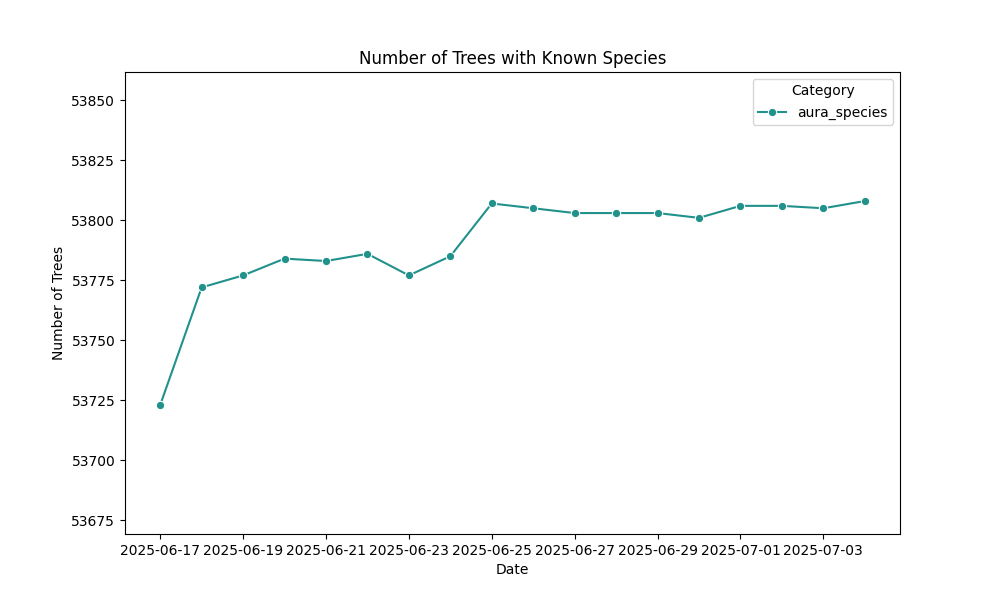 Number of Trees with Known Species
Category
aura_species
Number of Trees
53850
53825
53800
53775
53750
53725
53700
53675
2025-06-17 2025-06-19 2025-06-21 2025-06-23 2025-06-25 2025-06-27 2025-06-29 2025-07-01 2025-07-03
Date